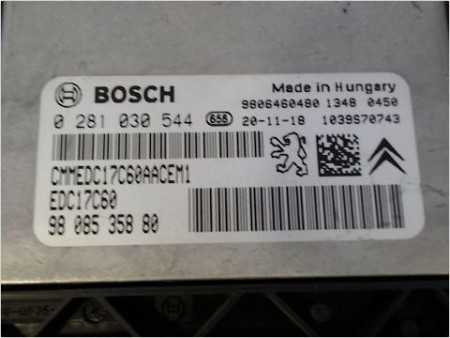 BOSCH
Made in Hungary
9806460480 1348 0450
0 281 030 544 658 20-11-18 1039S70743
CMMEDC17C60AACEM1
EDC17C60
98 085 358 80